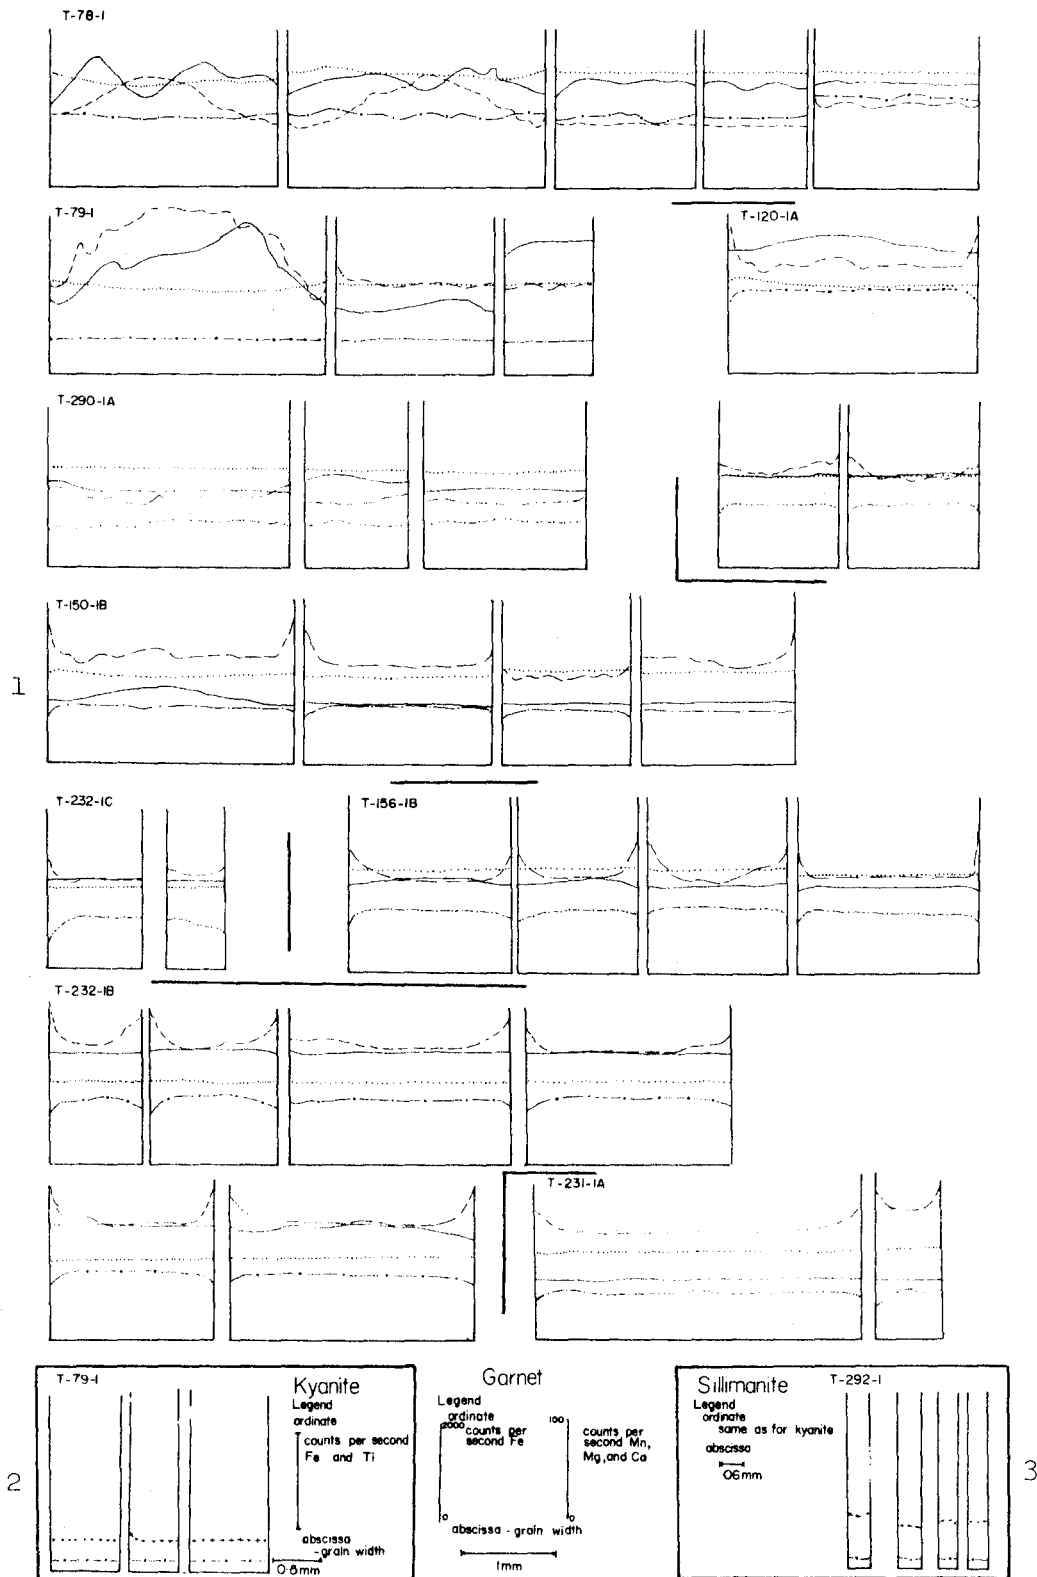 T-78-1
T-79-1
T-120-1A
T-290-1A
T-150-1B
1
T-232-1C
T-156-1B
T-232-1B
T-231-1A
2
T-79-1
Kyanite
Legend
ordinate
counts per second
Fe and Ti
abscissa
-grain width
0·6mm
Garnet
Legend
ordinate
2000
counts per
second Fe
0
100
counts per
second Mn,
Mg, and Ca
0
abscissa - grain width
1mm
Sillimanite
T-292-1
Legend
ordinate
same as for kyanite
abscissa
06mm
3